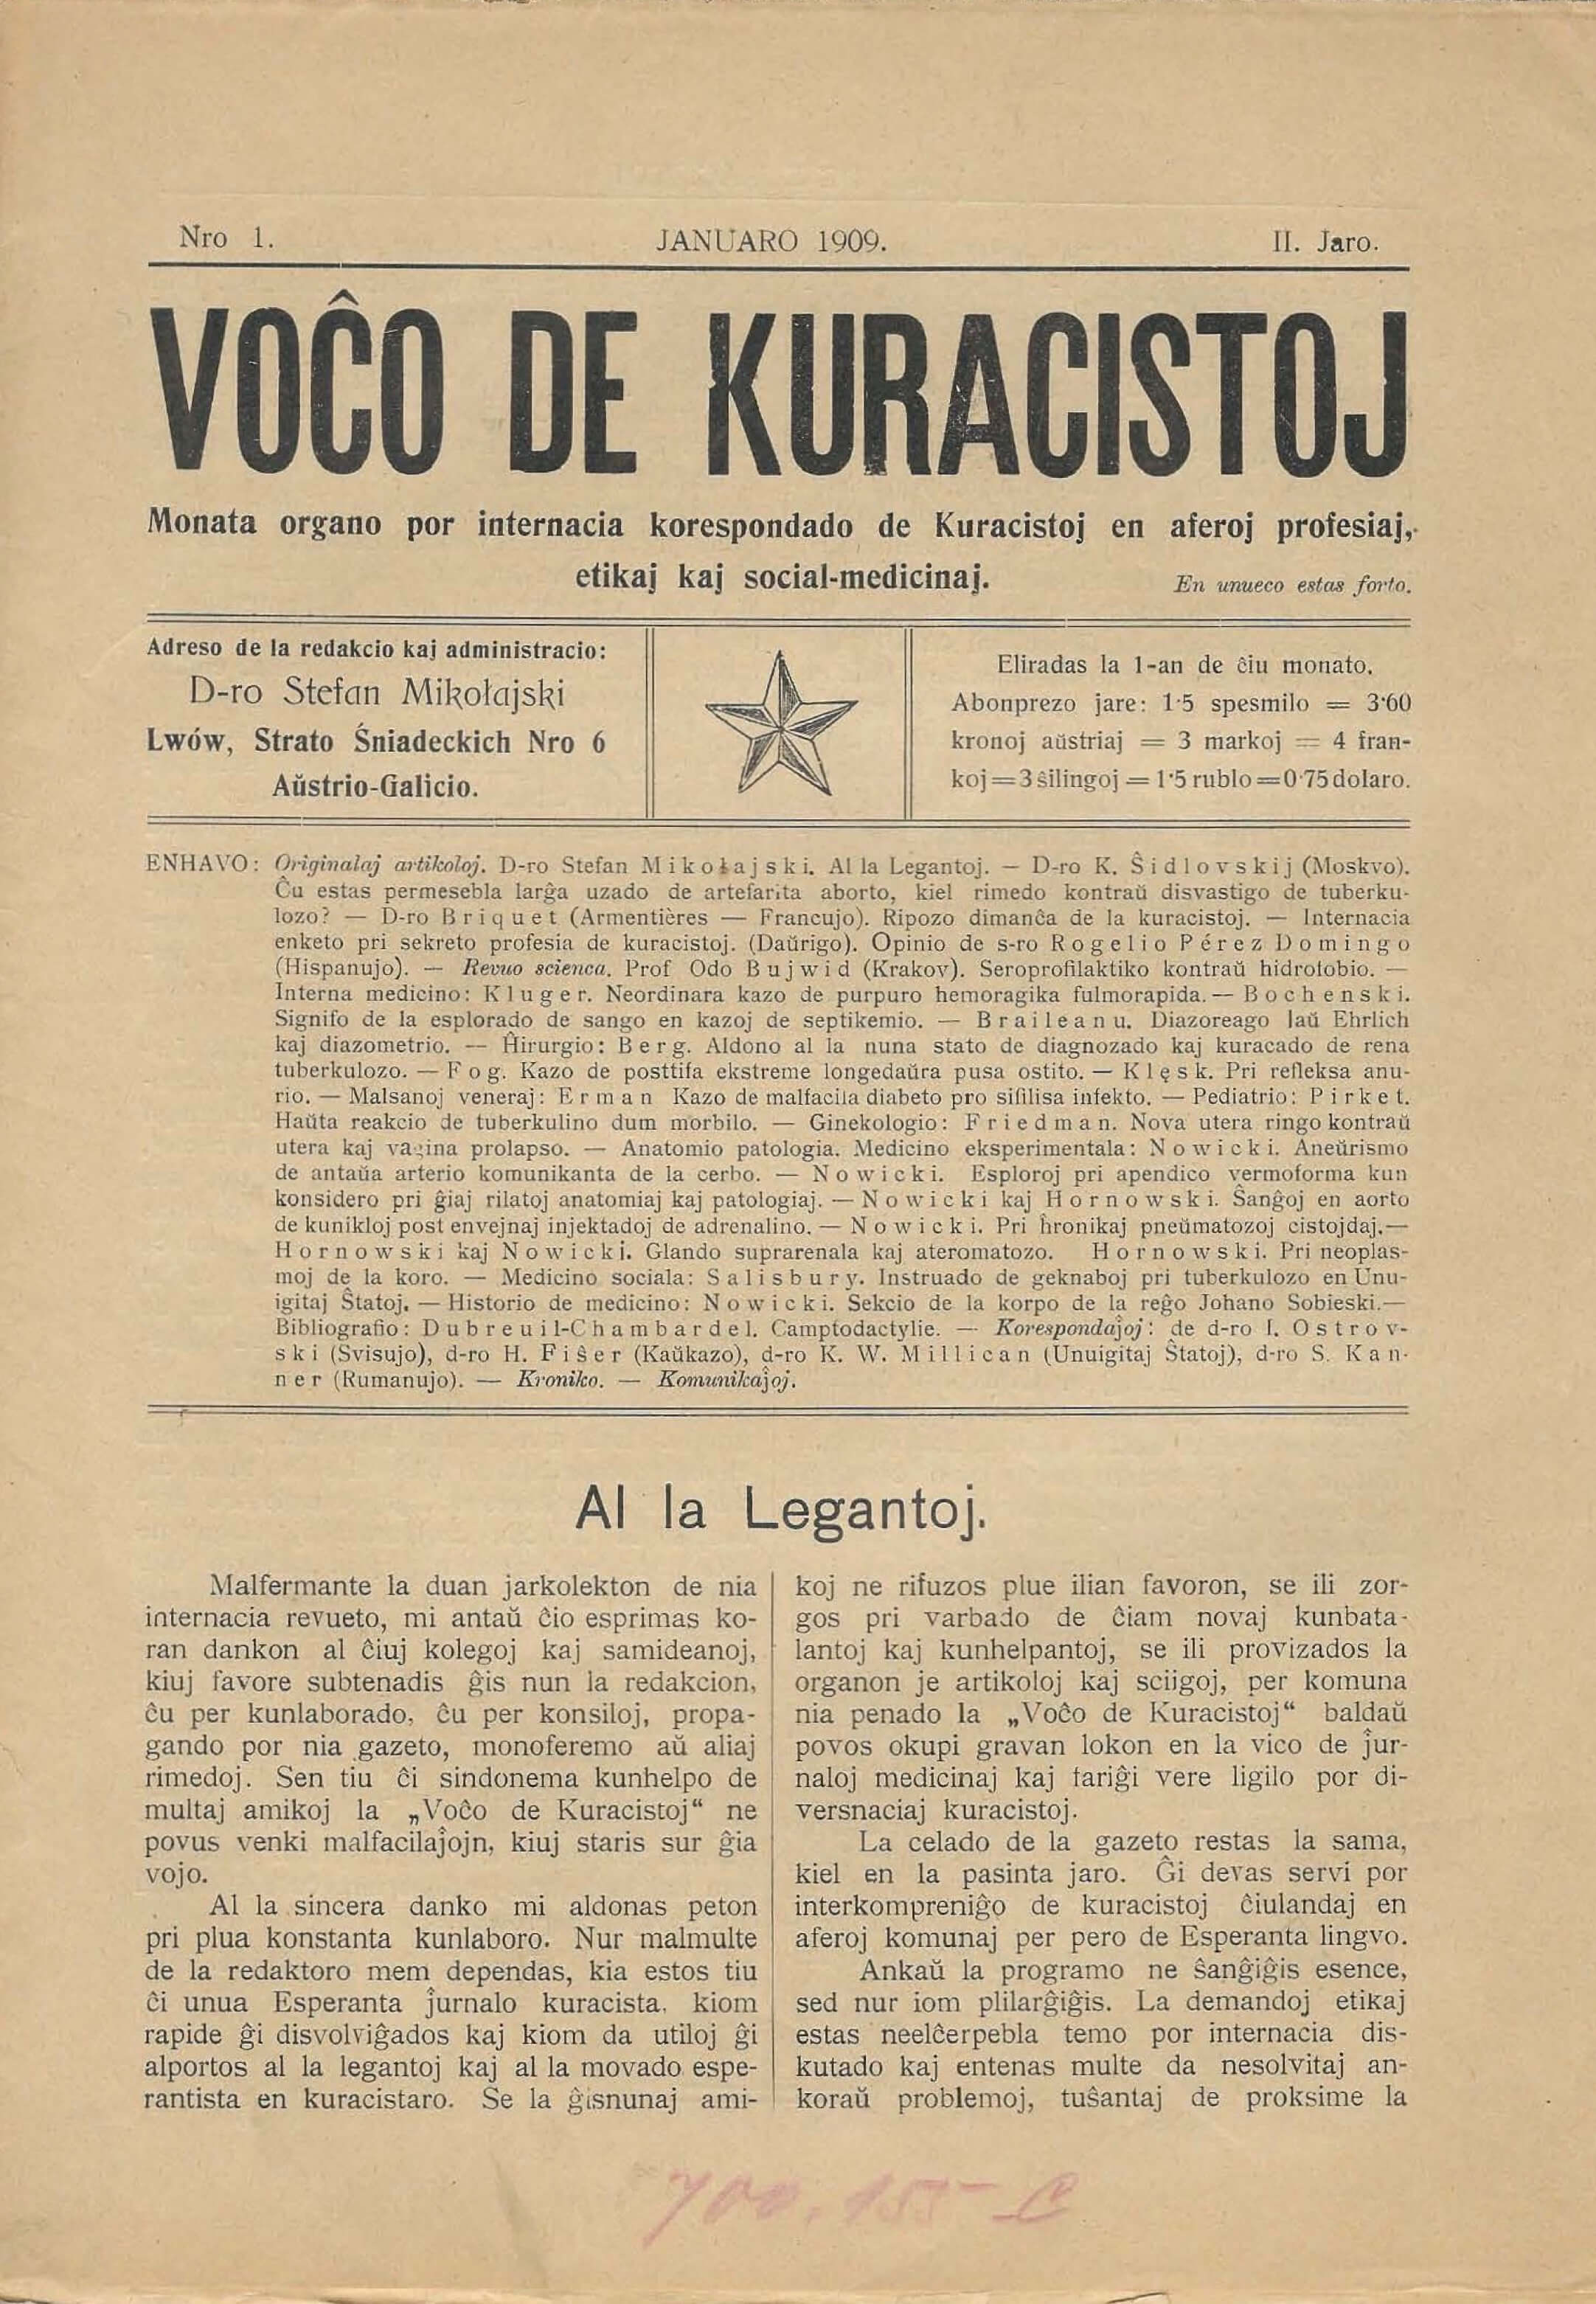 Nro 1. JANUARO 1909. II. Jaro.
VOĈO DE KURACISTOJ
Monata organo por internacia korespondado de Kuracistoj en aferoj profesiaj,
etikaj kaj social-medicinaj. En unueco estas forto.
Adreso de la redakcio kaj administracio:
D-ro Stefan Mikołajski
Lwów, Strato Śniadeckich Nro 6
Aŭstrio-Galicio.
Eliradas la 1-an de ĉiu monato.
Abonprezo jare: 1·5 spesmilo = 3·60
kronoj aŭstriaj = 3 markoj = 4 fran-
koj = 3 ŝilingoj = 1·5 rublo = 0·75 dolaro.
ENHAVO: Originalaj artikoloj. D-ro Stefan Mikołajski. Al la Legantoj. — D-ro K. Ŝidlovskij (Moskvo).
Ĉu estas permesebla larĝa uzado de artefarita aborto, kiel rimedo kontraŭ disvastigo de tuberku-
lozo? — D-ro Briquet (Armentières — Francujo). Ripozo dimanĉa de la kuracistoj. — Internacia
enketo pri sekreto profesia de kuracistoj. (Daŭrigo). Opinio de s-ro Rogelio Pérez Domingo
(Hispanujo). — Revuo scienca. Prof Odo Bujwid (Krakov). Seroprofilaktiko kontraŭ hidrofobio. —
Interna medicino: Kluger. Neordinara kazo de purpuro hemoragika fulmorapida. — Bochenski.
Signifo de la esplorado de sango en kazoj de septikemio. — Braileanu. Diazoreago laŭ Ehrlich
kaj diazometrio. — Ĥirurgio: Berg. Aldono al la nuna stato de diagnozado kaj kuracado de rena
tuberkulozo. — Fog. Kazo de posttifa ekstreme longedaŭra pusa ostito. — Klęsk. Pri refleksa anu-
rio. — Malsanoj veneraj: Erman Kazo de malfacila diabeto pro sifilisa infekto. — Pediatrio: Pirket.
Haŭta reakcio de tuberkulino dum morbilo. — Ginekologio: Friedman. Nova utera ringo kontraŭ
utera kaj vagina prolapso. — Anatomio patologia. Medicino eksperimentala: Nowicki. Aneŭrismo
de antaŭa arterio komunikanta de la cerbo. — Nowicki. Esploroj pri apendico vermoforma kun
konsidero pri ĝiaj rilatoj anatomiaj kaj patologiaj. — Nowicki kaj Hornowski. Ŝanĝoj en aorto
de kunikloj post envejnaj injektadoj de adrenalino. — Nowicki. Pri ĥronikaj pneŭmatozoj cistojdaj. —
Hornowski kaj Nowicki. Glando suprarenala kaj ateromatozo. Hornowski. Pri neoplas-
moj de la koro. — Medicino sociala: Salisbury. Instruado de geknaboj pri tuberkulozo en Unu-
igitaj Ŝtatoj. — Historio de medicino: Nowicki. Sekcio de la korpo de la reĝo Johano Sobieski. —
Bibliografio: Dubreuil-Chambardel. Camptodactylie. — Korespondaĵoj: de d-ro I. Ostrov-
ski (Svisujo), d-ro H. Fiŝer (Kaŭkazo), d-ro K. W. Millican (Unuigitaj Ŝtatoj), d-ro S. Kan-
ner (Rumanujo). — Kroniko. — Komunikaĵoj.
Al la Legantoj.
Malfermante la duan jarkolekton de nia
internacia revueto, mi antaŭ ĉio esprimas ko-
ran dankon al ĉiuj kolegoj kaj samideanoj,
kiuj favore subtenadis ĝis nun la redakcion,
ĉu per kunlaborado, ĉu per konsiloj, propa-
gando por nia gazeto, monoferemo aŭ aliaj
rimedoj. Sen tiu ĉi sindonema kunhelpo de
multaj amikoj la „Voĉo de Kuracistoj“ ne
povus venki malfacilaĵojn, kiuj staris sur ĝia
vojo.
Al la sincera danko mi aldonas peton
pri plua konstanta kunlaboro. Nur malmulte
de la redaktoro mem dependas, kia estos tiu
ĉi unua Esperanta ĵurnalo kuracista, kiom
rapide ĝi disvolviĝados kaj kiom da utiloj ĝi
alportos al la legantoj kaj al la movado espe-
rantista en kuracistaro. Se la ĝisnunaj ami-
koj ne rifuzos plue ilian favoron, se ili zor-
gos pri varbado de ĉiam novaj kunbata-
lantoj kaj kunhelpantoj, se ili provizados la
organon je artikoloj kaj sciigoj, per komuna
nia penado la „Voĉo de Kuracistoj“ baldaŭ
povos okupi gravan lokon en la vico de ĵur-
naloj medicinaj kaj fariĝi vere ligilo por di-
versnaciaj kuracistoj.
La celado de la gazeto restas la sama,
kiel en la pasinta jaro. Ĝi devas servi por
interkompreniĝo de kuracistoj ĉiulandaj en
aferoj komunaj per pero de Esperanta lingvo.
Ankaŭ la programo ne ŝanĝiĝis esence,
sed nur iom plilarĝiĝis. La demandoj etikaj
estas neelĉerpebla temo por internacia dis-
kutado kaj entenas multe da nesolvitaj an-
koraŭ problemoj, tuŝantaj de proksime la
700.155-C